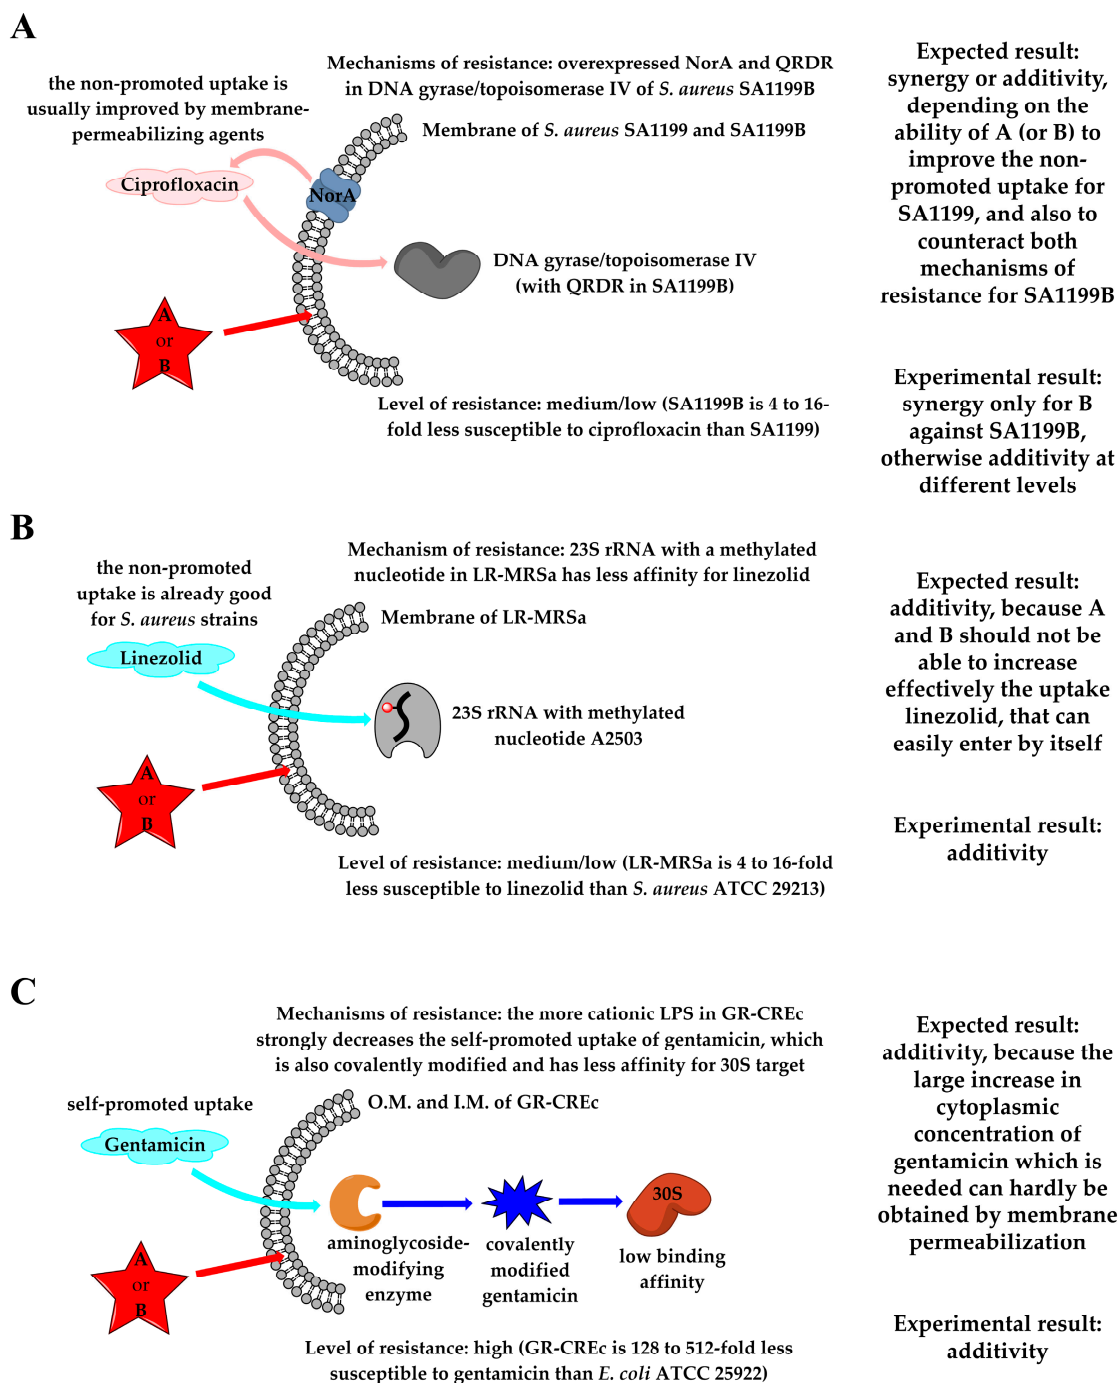 A
the non-promoted uptake is
usually improved by membrane-
permeabilizing agents
Mechanisms of resistance: overexpressed NorA and QRDR
in DNA gyrase/topoisomerase IV of S. aureus SA1199B
Membrane of S. aureus SA1199 and SA1199B
Ciprofloxacin
NorA
DNA gyrase/topoisomerase IV
(with QRDR in SA1199B)
A
or
B
Level of resistance: medium/low (SA1199B is 4 to 16-
fold less susceptible to ciprofloxacin than SA1199)
Expected result:
synergy or additivity,
depending on the
ability of A (or B) to
improve the non-
promoted uptake for
SA1199, and also to
counteract both
mechanisms of
resistance for SA1199B
Experimental result:
synergy only for B
against SA1199B,
otherwise additivity at
different levels
B
the non-promoted
uptake is already good
for S. aureus strains
Mechanism of resistance: 23S rRNA with a methylated
nucleotide in LR-MRSa has less affinity for linezolid
Membrane of LR-MRSa
Linezolid
23S rRNA with methylated
nucleotide A2503
A
or
B
Level of resistance: medium/low (LR-MRSa is 4 to 16-fold
less susceptible to linezolid than S. aureus ATCC 29213)
Expected result:
additivity, because A
and B should not be
able to increase
effectively the uptake
linezolid, that can
easily enter by itself
Experimental result:
additivity
C
Mechanisms of resistance: the more cationic LPS in GR-CREc
strongly decreases the self-promoted uptake of gentamicin, which
is also covalently modified and has less affinity for 30S target
self-promoted uptake
O.M. and I.M. of GR-CREc
Gentamicin
30S
aminoglycoside-
modifying
enzyme
covalently
modified
gentamicin
low binding
affinity
A
or
B
Level of resistance: high (GR-CREc is 128 to 512-fold less
susceptible to gentamicin than E. coli ATCC 25922)
Expected result:
additivity, because the
large increase in
cytoplasmic
concentration of
gentamicin which is
needed can hardly be
obtained by membrane
permeabilization
Experimental result:
additivity